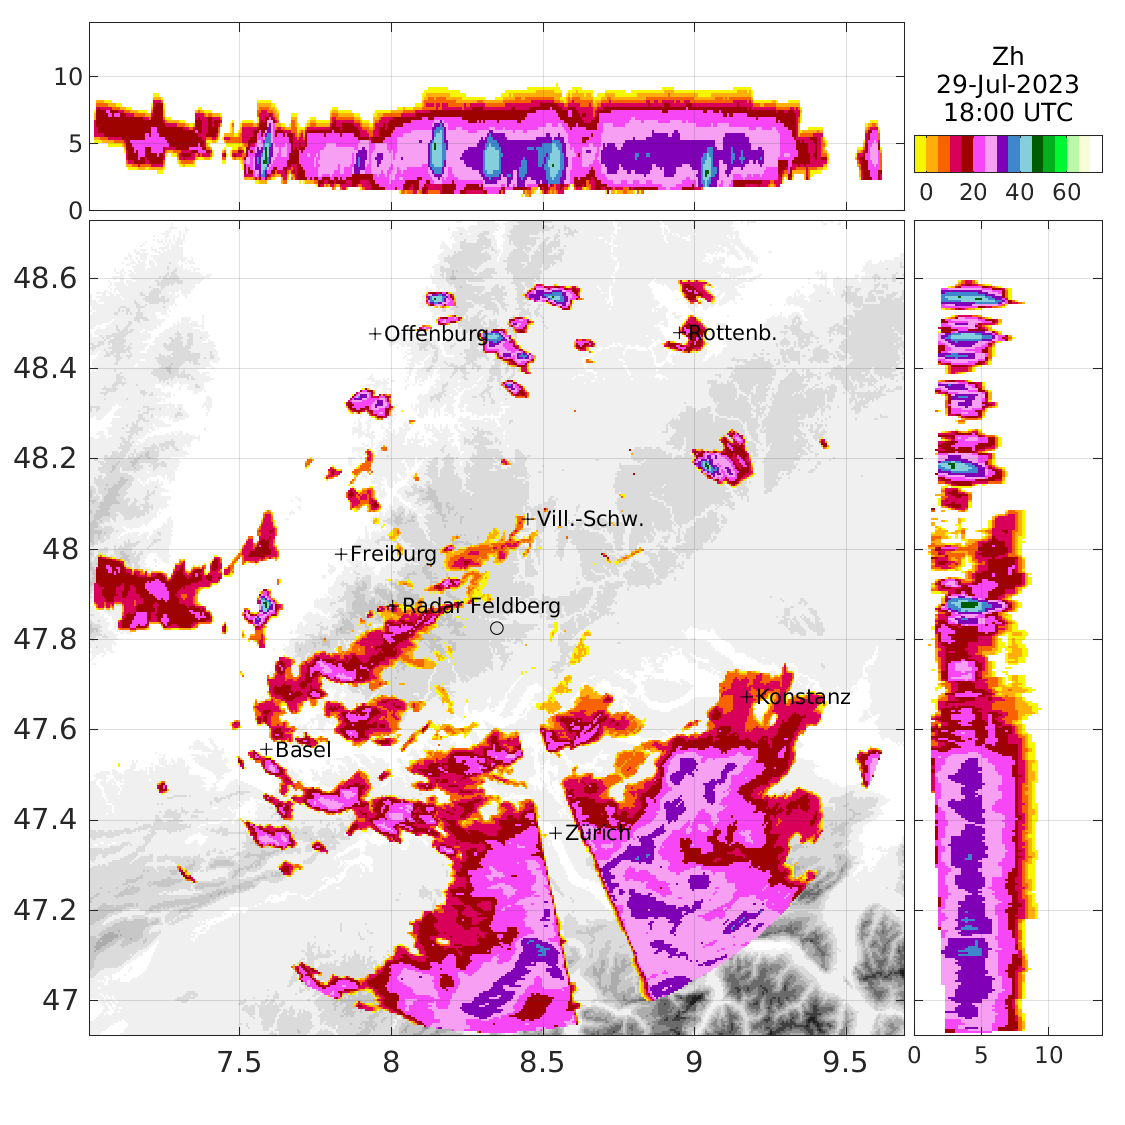 10
5
0
Zh
29-Jul-2023
18:00 UTC
0 20 40 60
48.6
48.4
48.2
48
47.8
47.6
47.4
47.2
47
+Offenburg
+Rottenb.
+Vill.-Schw.
+Freiburg
+Radar Feldberg
+Konstanz
+Basel
+Zürich
7.5 8 8.5 9 9.5
0 5 10